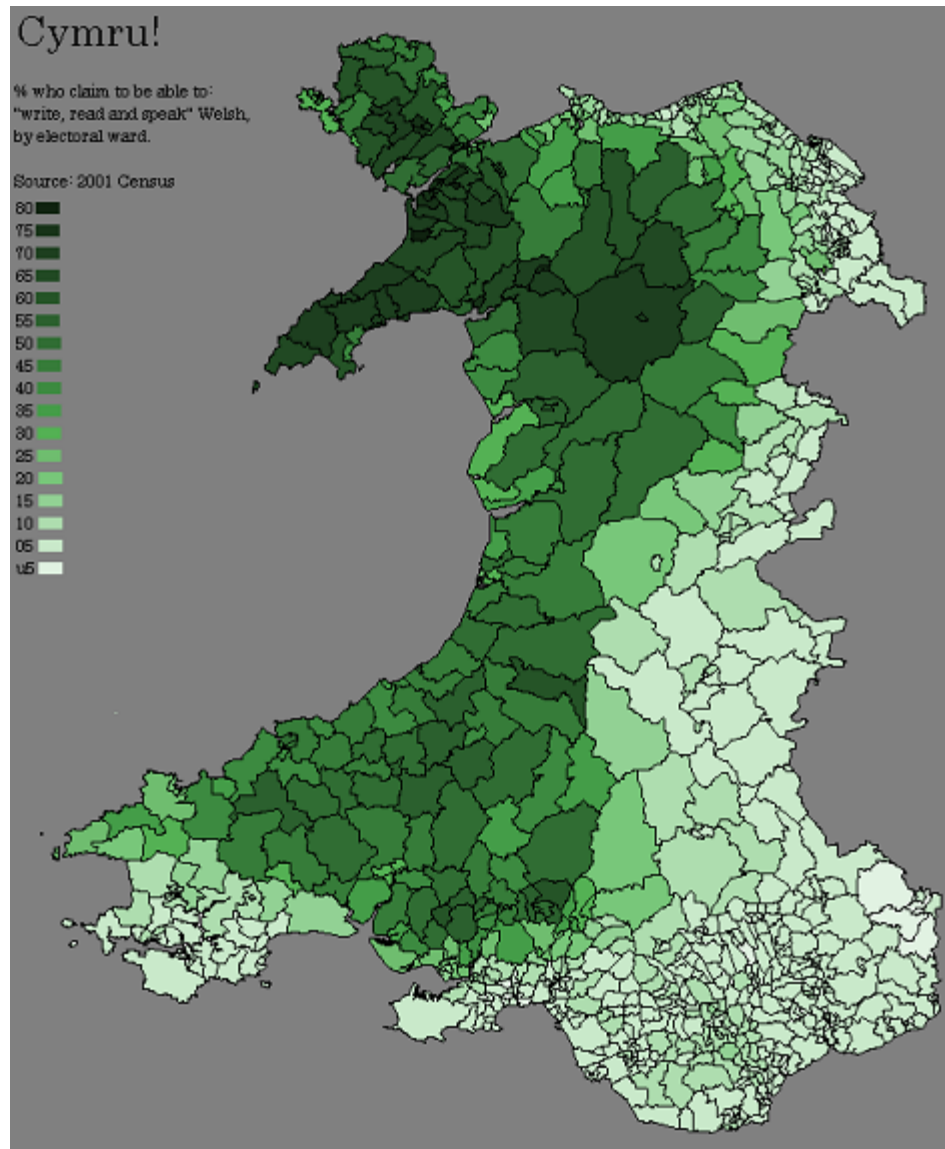 Cymru!
% who claim to be able to:
"write, read and speak" Welsh,
by electoral ward.
Source: 2001 Census
80
75
70
65
60
55
50
45
40
35
30
25
20
15
10
05
u5